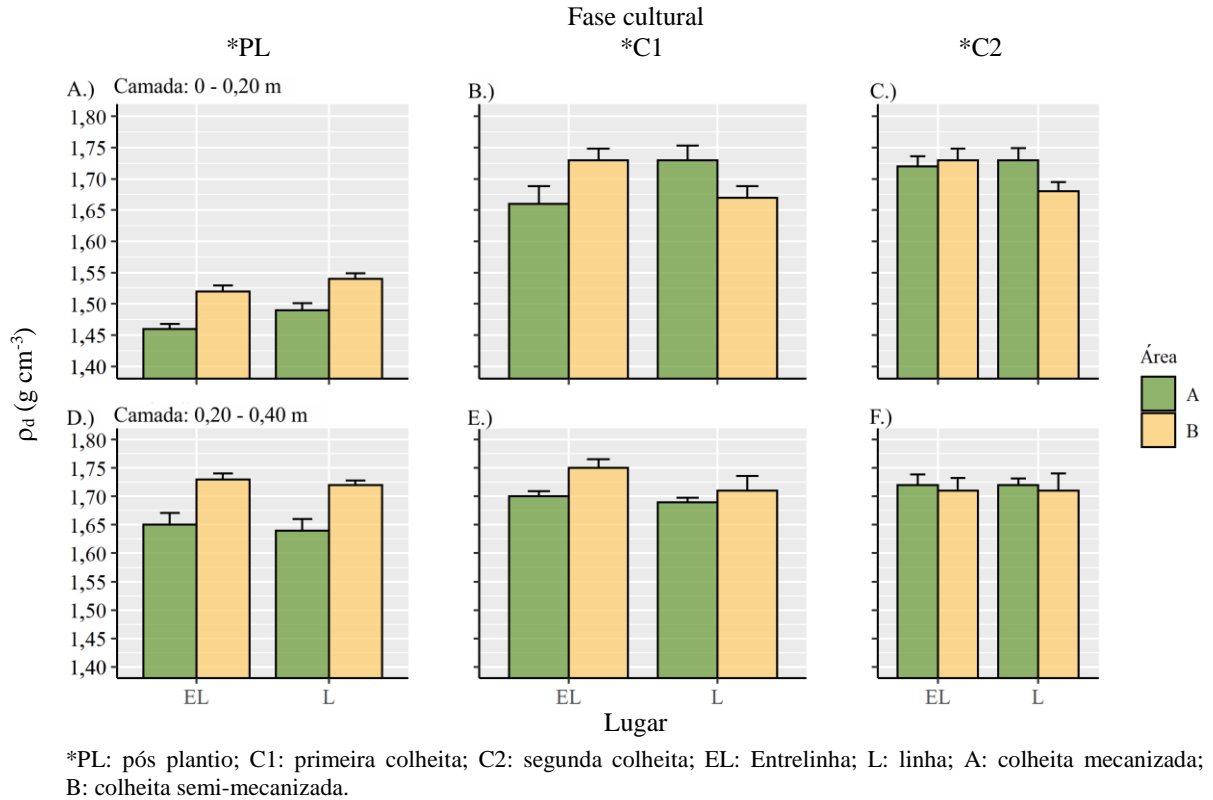 Fase cultural
*PL *C1 *C2
A.) Camada: 0 - 0,20 m B.) C.)
1,80
1,75
1,70
1,65
1,60
1,55
1,50
1,45
1,40
D.) Camada: 0,20 - 0,40 m E.) F.)
1,80
1,75
1,70
1,65
1,60
1,55
1,50
1,45
1,40
ρd (g cm-3)
EL L EL L EL L
Lugar
Área
A
B
*PL: pós plantio; C1: primeira colheita; C2: segunda colheita; EL: Entrelinha; L: linha; A: colheita mecanizada;
B: colheita semi-mecanizada.